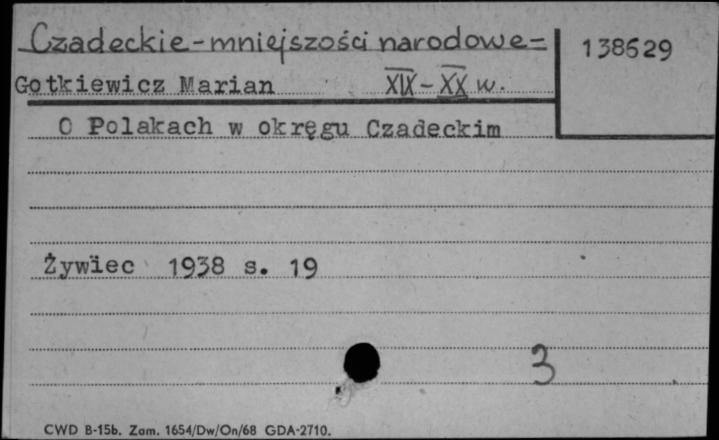 Czadeckie - mniejszości narodowe =
138629
Gotkiewicz Marian XIX - XX w.
O Polakach w okręgu Czadeckim
Żywiec 1938 s. 19
3
CWD B-15b. Zam. 1654/Dw/On/68 GDA-2710.